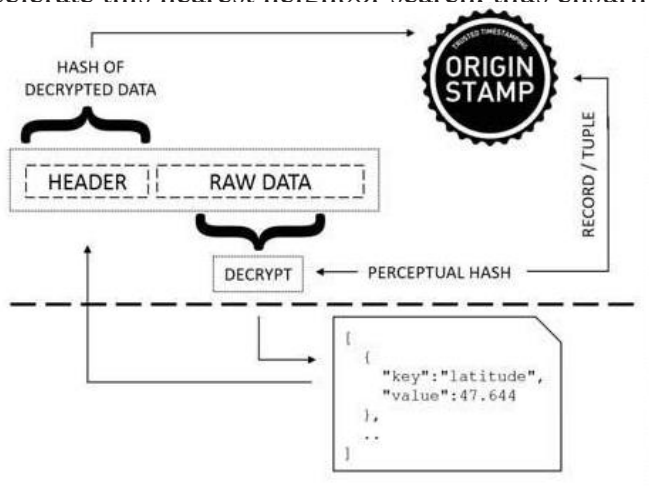 HASH OF
DECRYPTED DATA
TRUSTED TIMESTAMPING
ORIGIN
STAMP
RECORD / TUPLE
HEADER
RAW DATA
DECRYPT
PERCEPTUAL HASH
[
{
"key":"latitude",
"value":47.644
},
..
]